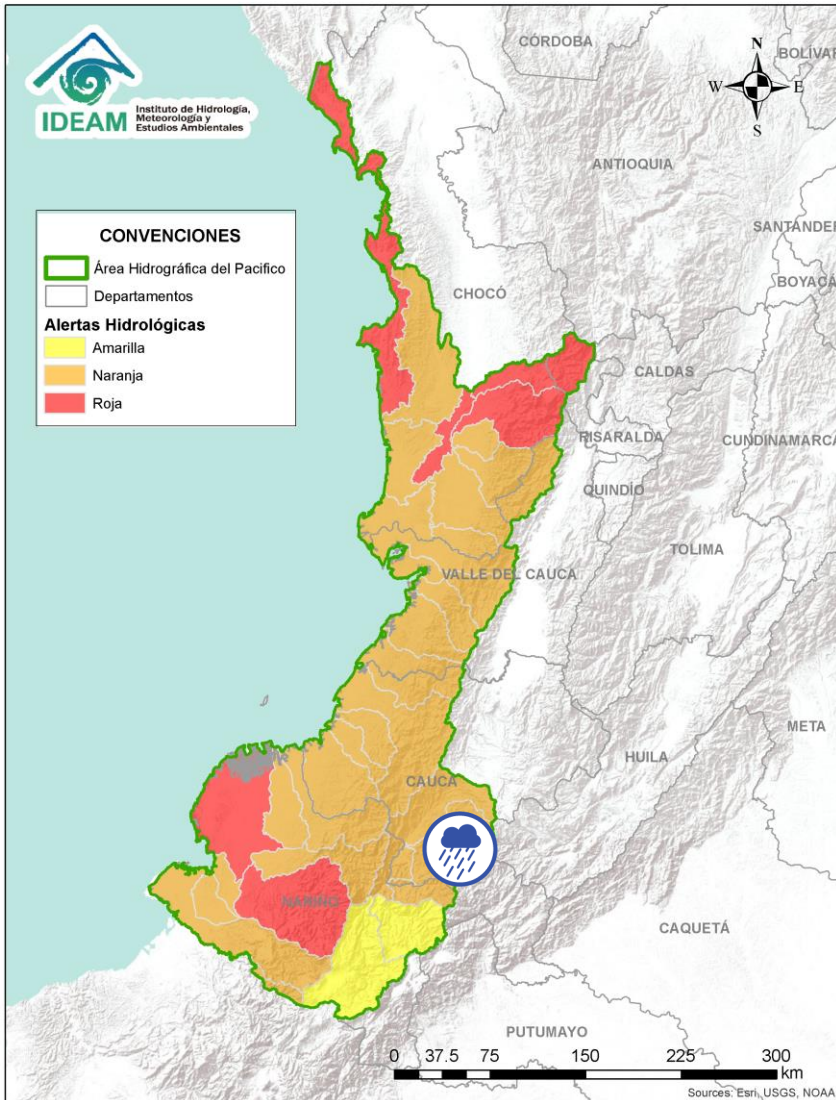 IDEAM
Instituto de Hidrología,
Meteorología y
Estudios Ambientales
CÓRDOBA
BOLÍVAR
N
W
E
S
ANTIOQUIA
SANTANDER
BOYACÁ
CONVENCIONES
Área Hidrográfica del Pacifico
Departamentos
Alertas Hidrológicas
Amarilla
Naranja
Roja
CHOCÓ
CALDAS
RISARALDA
CUNDINAMARCA
QUINDÍO
TOLIMA
VALLE DEL CAUCA
META
HUILA
CAUCA
NARIÑO
CAQUETÁ
PUTUMAYO
0 37.5 75 150 225 300
km
Sources: Esri, USGS, NOAA